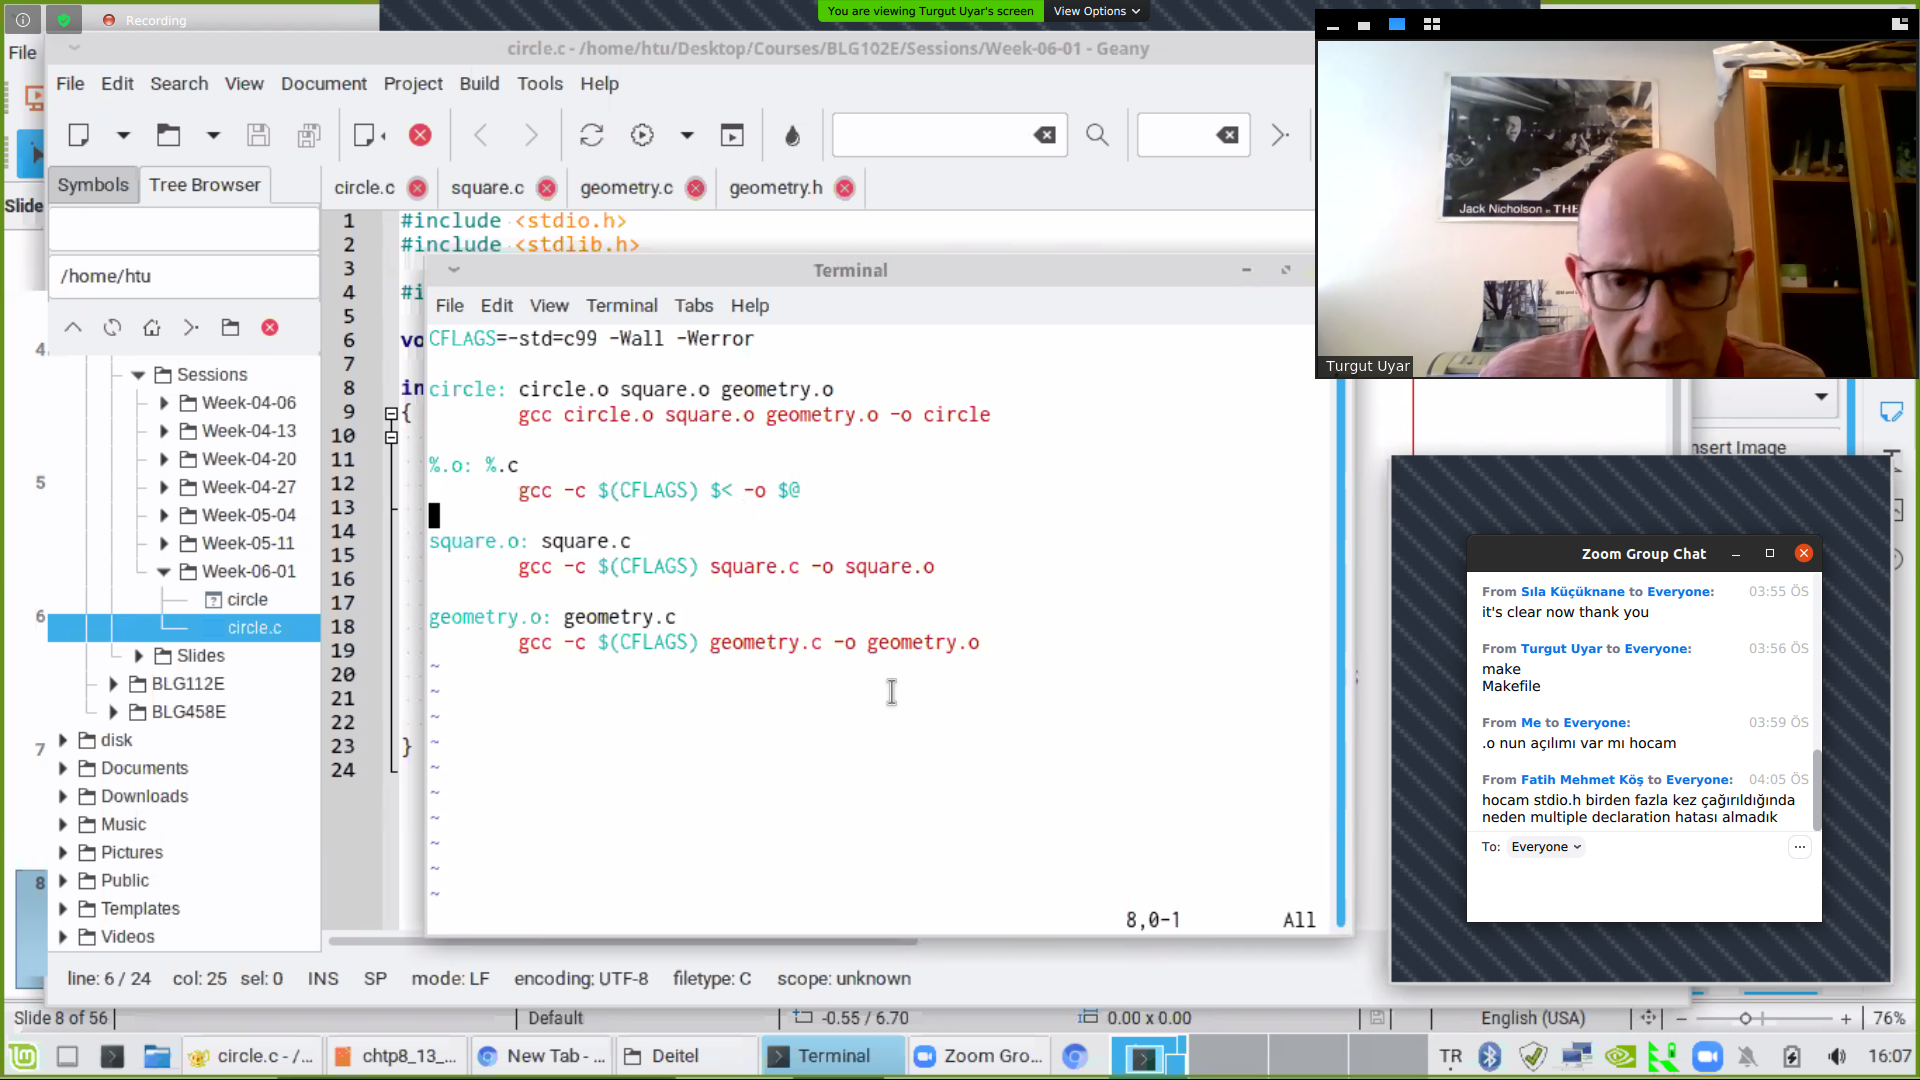 Recording
You are viewing Turgut Uyar's screen
View Options
File
circle.c - /home/htu/Desktop/Courses/BLG102E/Sessions/Week-06-01 - Geany
File Edit Search View Document Project Build Tools Help
Symbols
Tree Browser
circle.c
square.c
geometry.c
geometry.h
Slide
/home/htu
Sessions
Week-04-06
Week-04-13
Week-04-20
Week-04-27
Week-05-04
Week-05-11
Week-06-01
circle
circle.c
Slides
BLG112E
BLG458E
disk
Documents
Downloads
Music
Pictures
Public
Templates
Videos
4
5
6
7
8
1 #include <stdio.h>
2 #include <stdlib.h>
3
4 #i
5
6 vo
7
8 in
9 {
10
11
12
13
14
15
16
17
18
19
20
21
22
23 }
24
Terminal
File Edit View Terminal Tabs Help
CFLAGS=-std=c99 -Wall -Werror
circle: circle.o square.o geometry.o
gcc circle.o square.o geometry.o -o circle
%.o: %.c
gcc -c $(CFLAGS) $< -o $@
square.o: square.c
gcc -c $(CFLAGS) square.c -o square.o
geometry.o: geometry.c
gcc -c $(CFLAGS) geometry.c -o geometry.o
~
~
~
~
~
~
~
~
~
~
8,0-1 All
Jack Nicholson in THE
Turgut Uyar
nsert Image
Zoom Group Chat
From Sıla Küçüknane to Everyone: 03:55 ÖS
it's clear now thank you
From Turgut Uyar to Everyone: 03:56 ÖS
make
Makefile
From Me to Everyone: 03:59 ÖS
.o nun açılımı var mı hocam
From Fatih Mehmet Köş to Everyone: 04:05 ÖS
hocam stdio.h birden fazla kez çağırıldığında
neden multiple declaration hatası almadık
To: Everyone
line: 6 / 24 col: 25 sel: 0 INS SP mode: LF encoding: UTF-8 filetype: C scope: unknown
Slide 8 of 56 Default -0.55 / 6.70 0.00 x 0.00 English (USA) 76%
circle.c - /...
chtp8_13_...
New Tab - ...
Deitel
Terminal
Zoom Gro...
TR
16:07